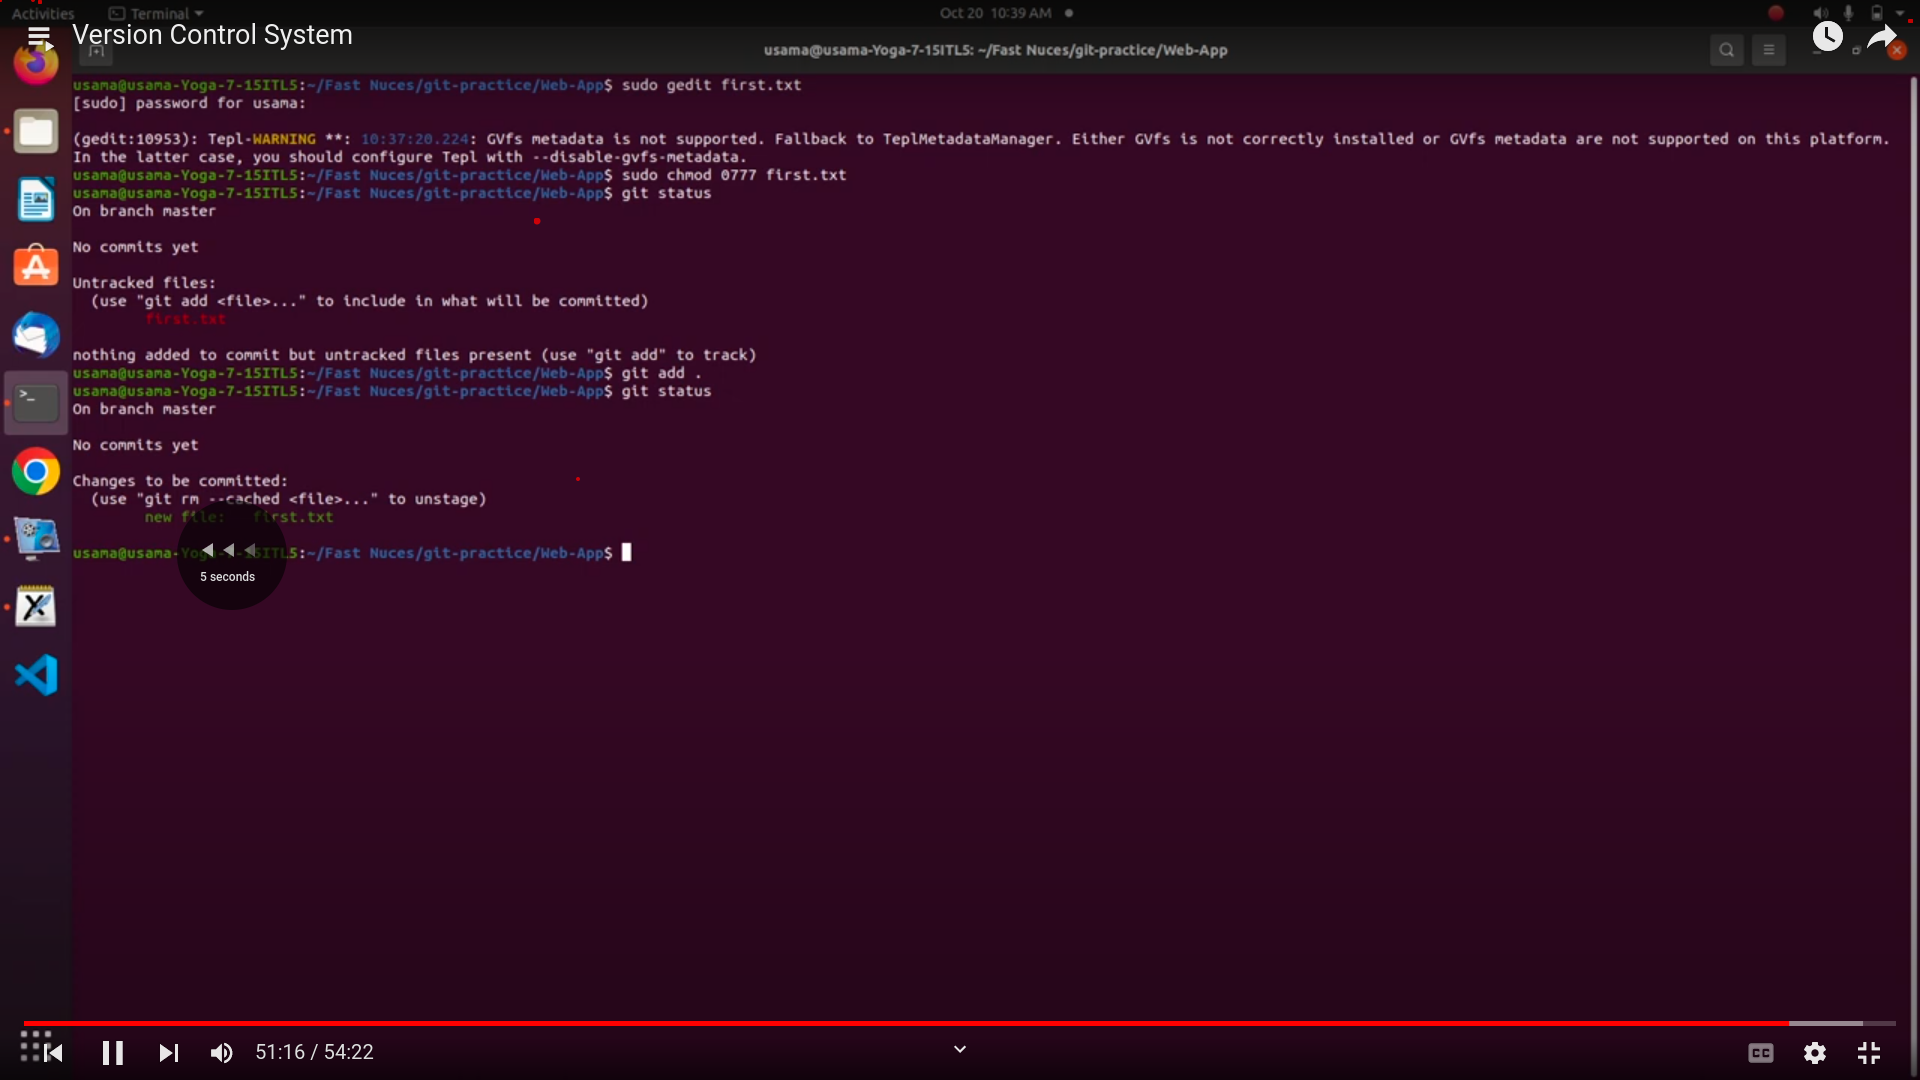 Activities Terminal Oct 20 10:39 AM
Version Control System
usama@usama-Yoga-7-15ITL5: ~/Fast Nuces/git-practice/Web-App
usama@usama-Yoga-7-15ITL5:~/Fast Nuces/git-practice/Web-App$ sudo gedit first.txt
[sudo] password for usama:
(gedit:10953): Tepl-WARNING **: 10:37:20.224: GVfs metadata is not supported. Fallback to TeplMetadataManager. Either GVfs is not correctly installed or GVfs metadata are not supported on this platform.
In the latter case, you should configure Tepl with --disable-gvfs-metadata.
usama@usama-Yoga-7-15ITL5:~/Fast Nuces/git-practice/Web-App$ sudo chmod 0777 first.txt
usama@usama-Yoga-7-15ITL5:~/Fast Nuces/git-practice/Web-App$ git status
On branch master
No commits yet
Untracked files:
(use "git add <file>..." to include in what will be committed)
first.txt
nothing added to commit but untracked files present (use "git add" to track)
usama@usama-Yoga-7-15ITL5:~/Fast Nuces/git-practice/Web-App$ git add .
usama@usama-Yoga-7-15ITL5:~/Fast Nuces/git-practice/Web-App$ git status
On branch master
No commits yet
Changes to be committed:
(use "git rm --cached <file>..." to unstage)
new file: first.txt
usama@usama-Yoga-7-15ITL5:~/Fast Nuces/git-practice/Web-App$
5 seconds
51:16 / 54:22
CC